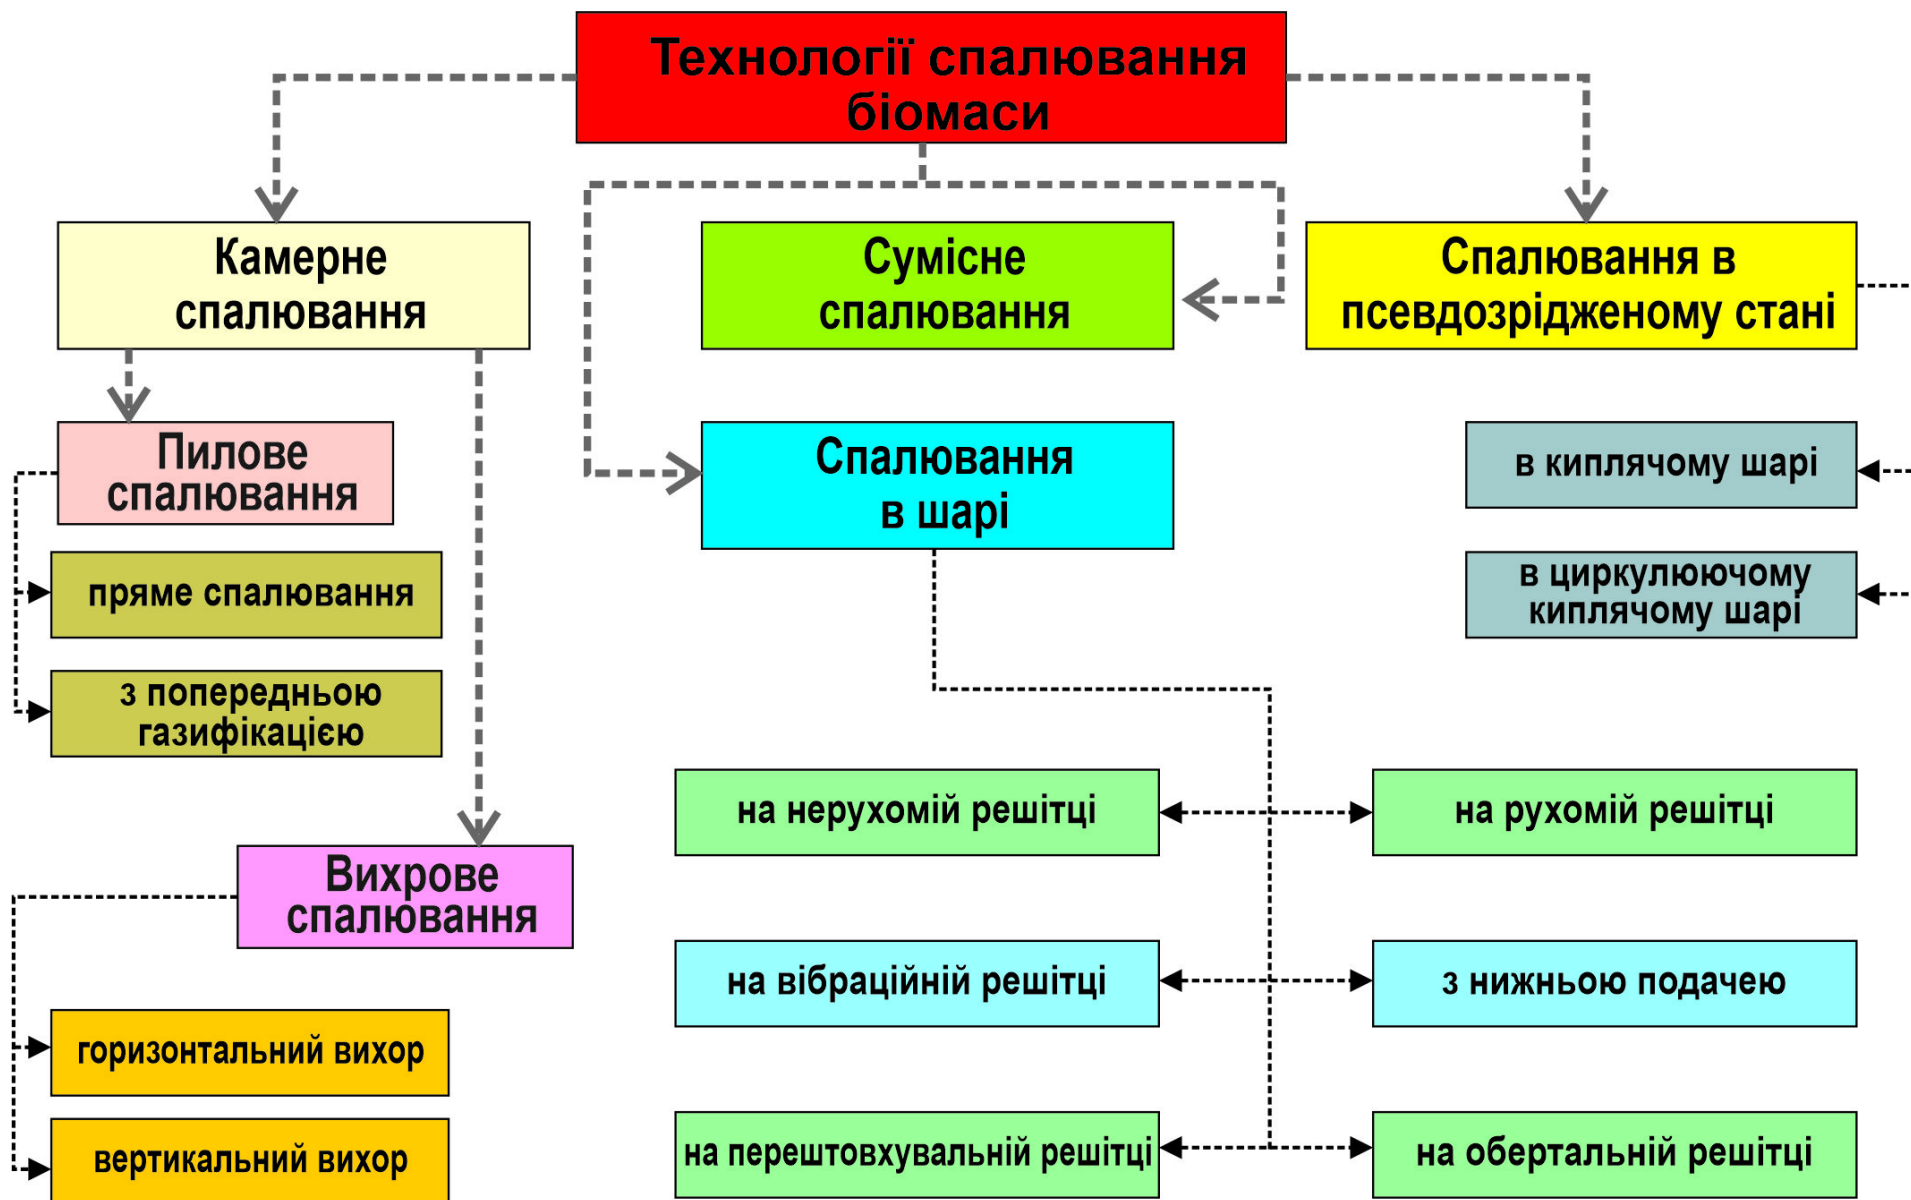 Технології спалювання
біомаси
Камерне
спалювання
Сумісне
спалювання
Спалювання в
псевдозрідженому стані
Пилове
спалювання
Спалювання
в шарі
в киплячому шарі
в циркулюючому
киплячому шарі
пряме спалювання
з попередньою
газифікацією
на нерухомій решітці
на рухомій решітці
Вихрове
спалювання
на вібраційній решітці
з нижньою подачею
горизонтальний вихор
вертикальний вихор
на перештовхувальній решітці
на обертальній решітці